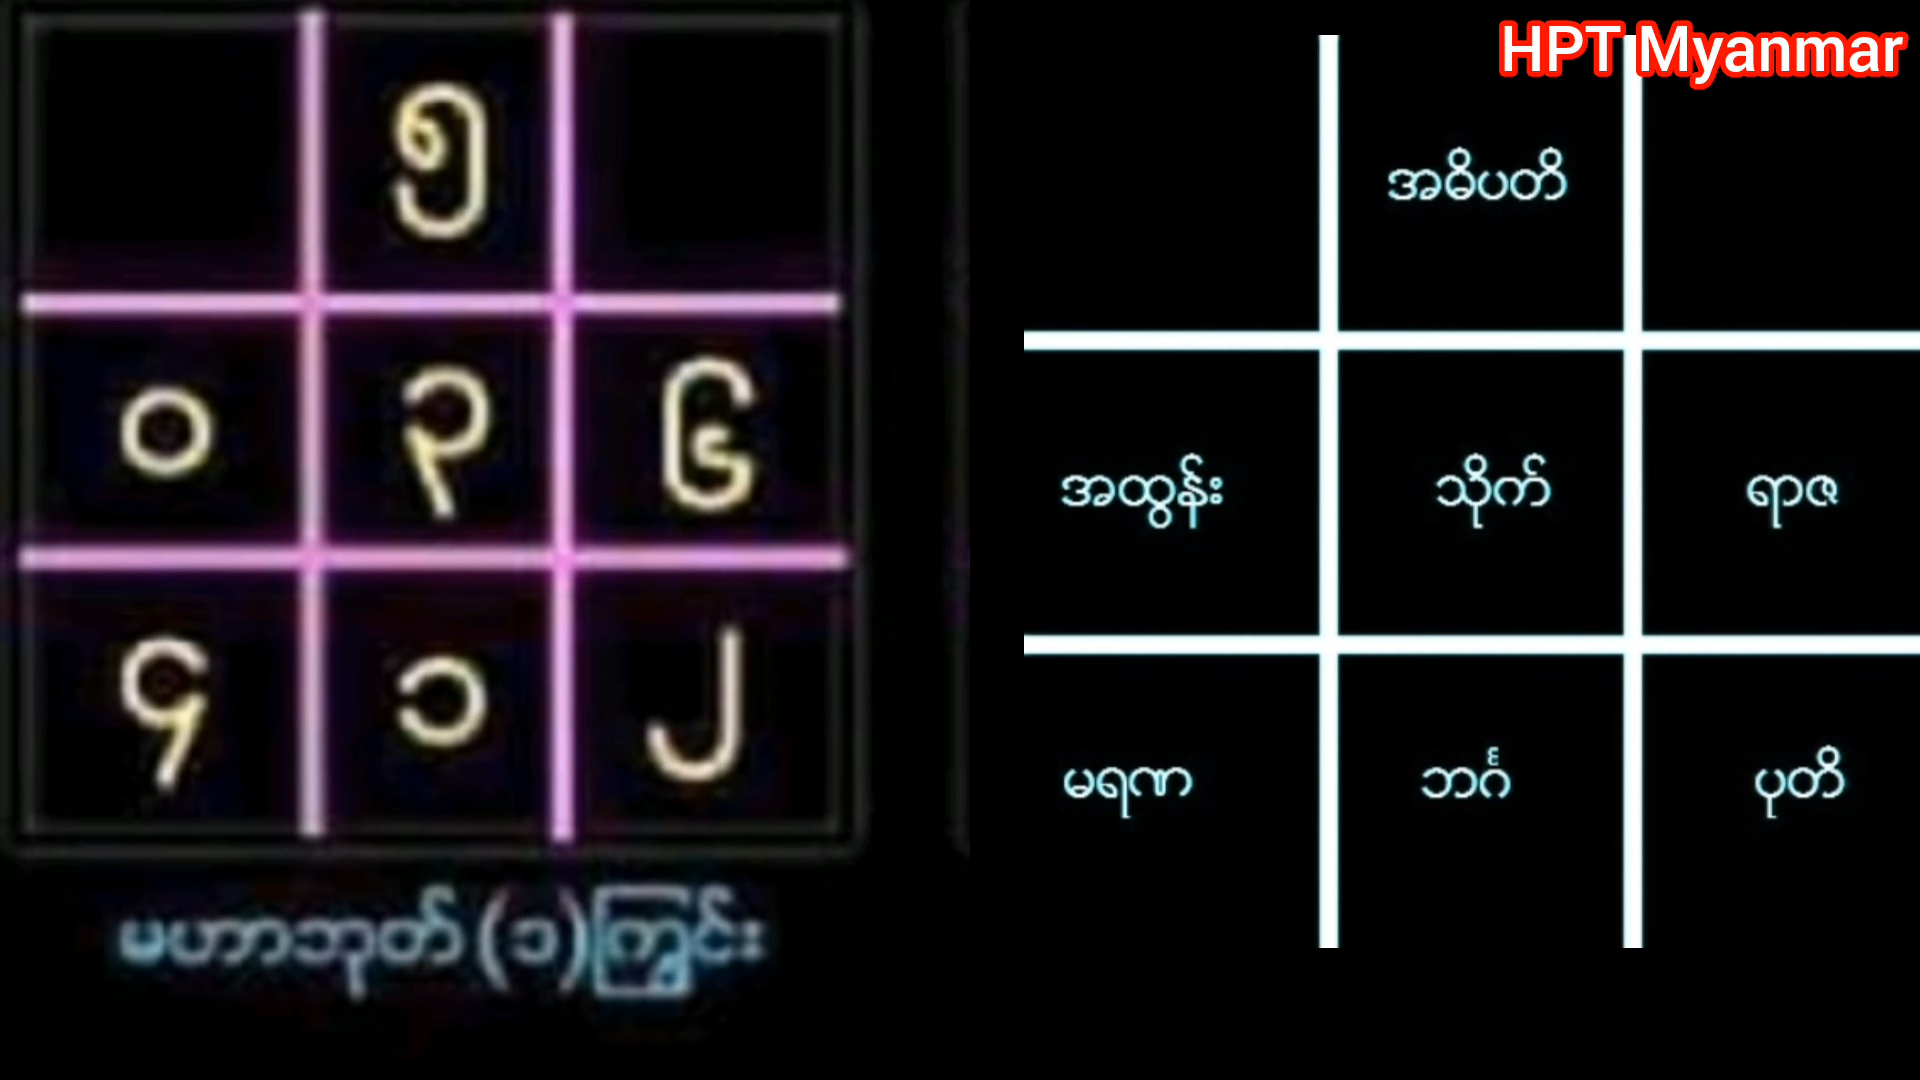 HPT Myanmar
၅
၀ ၃ ၆
၄ ၁ ၂
မဟာဘုတ် (၁)ကြွင်း
အဓိပတိ
အထွန်း သိုက် ရာဇ
မရဏ ဘင်္ဂ ပုတိ